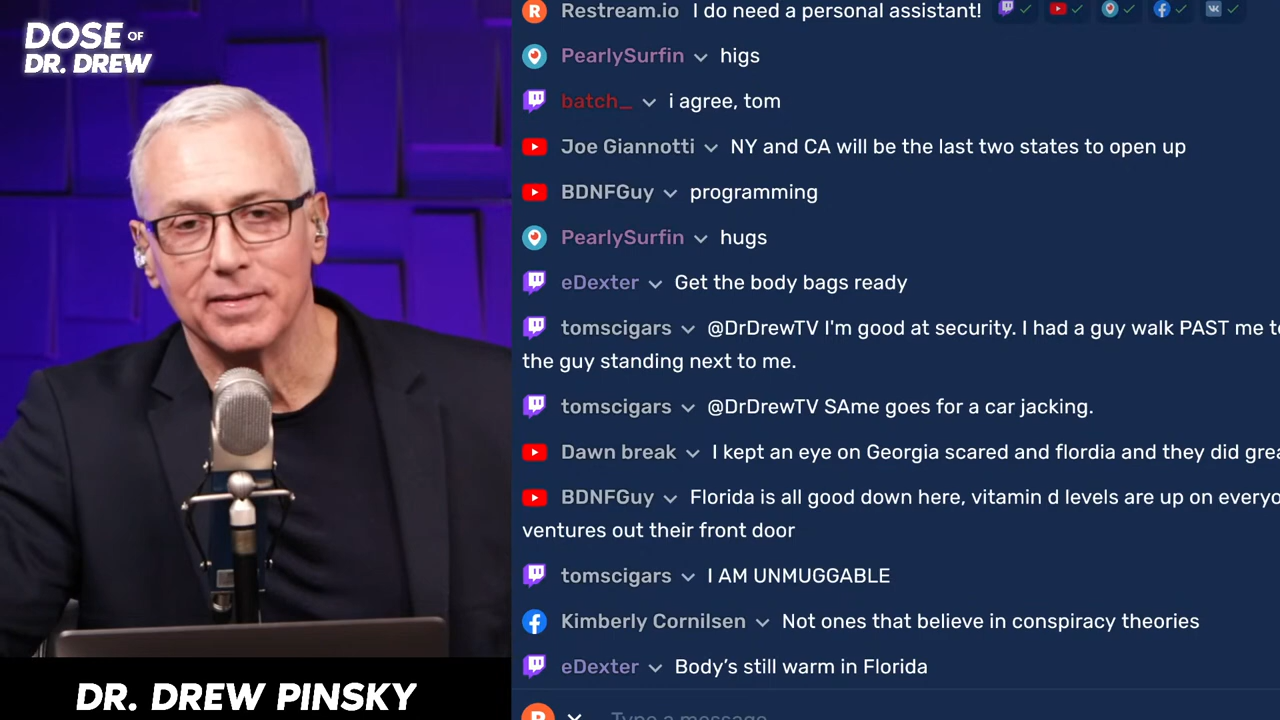 DOSE OF
DR. DREW
DR. DREW PINSKY
Restream.io I do need a personal assistant!
PearlySurfin higs
batch_ i agree, tom
Joe Giannotti NY and CA will be the last two states to open up
BDNFGuy programming
PearlySurfin hugs
eDexter Get the body bags ready
tomscigars @DrDrewTV I'm good at security. I had a guy walk PAST me
the guy standing next to me.
tomscigars @DrDrewTV SAme goes for a car jacking.
Dawn break I kept an eye on Georgia scared and flordia and they did
BDNFGuy Florida is all good down here, vitamin d levels are up on
ventures out their front door
tomscigars I AM UNMUGGABLE
Kimberly Cornilsen Not ones that believe in conspiracy theories
eDexter Body's still warm in Florida
Type a message